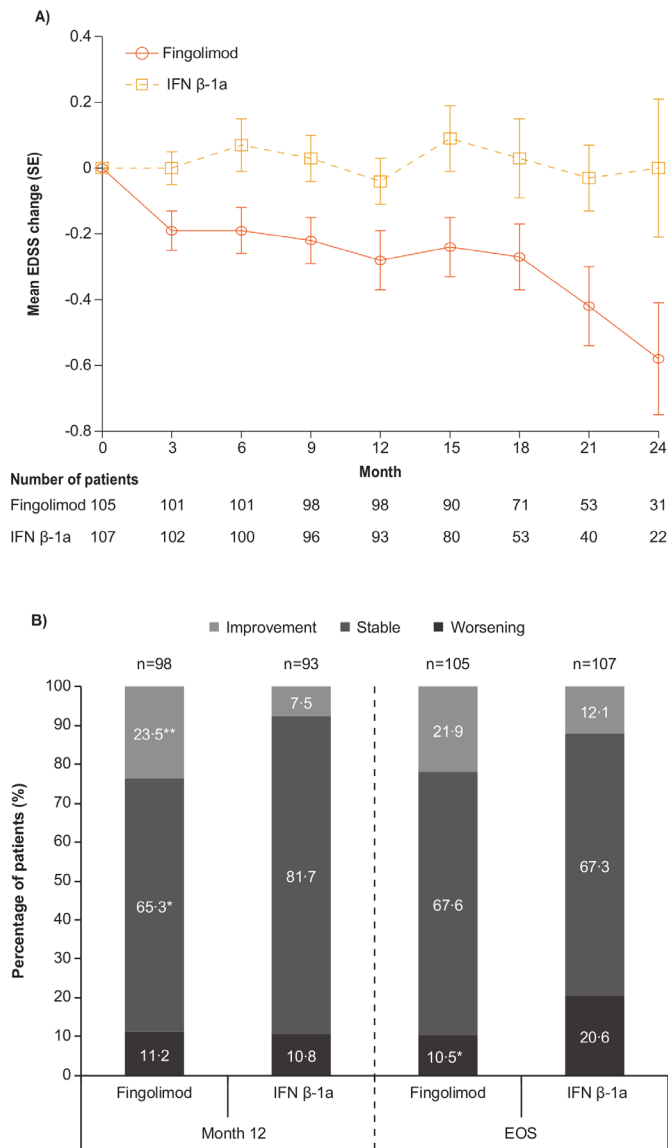 A)
0.4
0.2
0
-0.2
-0.4
-0.6
-0.8
Mean EDSS change (SE)
Fingolimod
IFN β-1a
0 3 6 9 12 15 18 21 24
Month
Number of patients
Fingolimod 105 101 101 98 98 90 71 53 31
IFN β-1a 107 102 100 96 93 80 53 40 22
B)
Improvement Stable Worsening
n=98 n=93 n=105 n=107
100
90
80
70
60
50
40
30
20
10
0
Percentage of patients (%)
23·5** 7·5 21.9 12·1
65·3* 81·7 67·6 67·3
11·2 10·8 10·5* 20·6
Fingolimod IFN β-1a Fingolimod IFN β-1a
Month 12 EOS